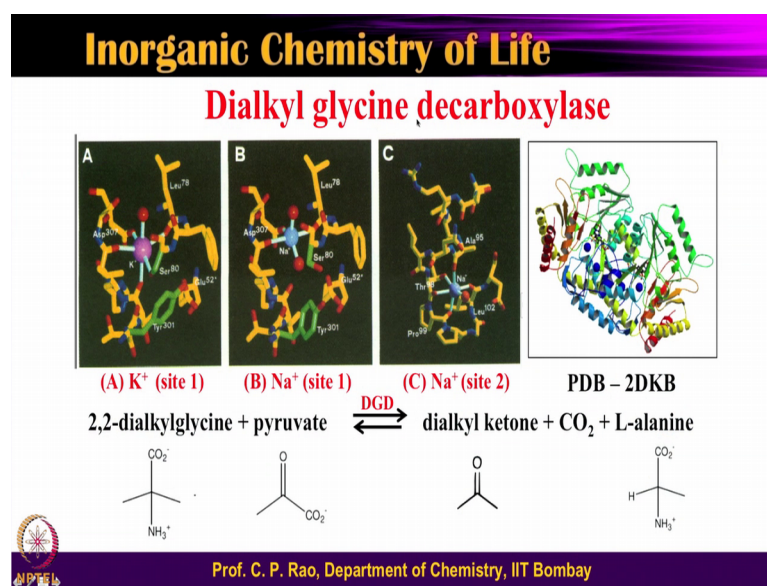 Inorganic Chemistry of Life
Dialkyl glycine decarboxylase
A
Leu78
Asp307
K+
Ser80
Glu52*
Tyr301
B
Leu78
Asp307
Na+
Ser80
Glu52*
Tyr301
C
Ala95
Na+
Leu102
Pro99
(A) K⁺ (site 1)
(B) Na⁺ (site 1)
(C) Na⁺ (site 2)
PDB – 2DKB
DGD
2,2-dialkylglycine + pyruvate
dialkyl ketone + CO₂ + L-alanine
CO₂⁻
NH₃⁺
O
CO₂⁻
O
CO₂⁻
H
NH₃⁺
NPTEL
Prof. C. P. Rao, Department of Chemistry, IIT Bombay